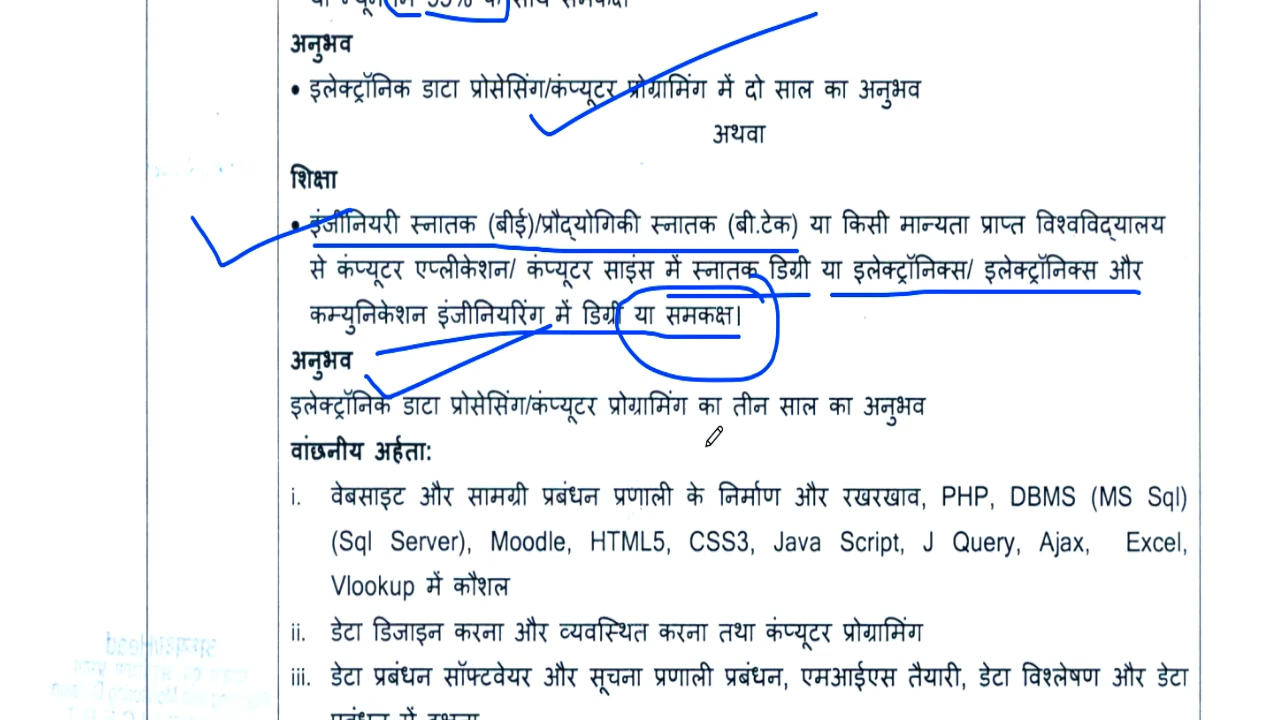 अनुभव
• इलेक्ट्रॉनिक डाटा प्रोसेसिंग/कंप्यूटर प्रोग्रामिंग में दो साल का अनुभव
अथवा
शिक्षा
• इंजीनियरी स्नातक (बीई)/प्रौद्योगिकी स्नातक (बी.टेक) या किसी मान्यता प्राप्त विश्वविद्यालय
से कंप्यूटर एप्लीकेशन/ कंप्यूटर साइंस में स्नातक डिग्री या इलेक्ट्रॉनिक्स/ इलेक्ट्रॉनिक्स और
कम्युनिकेशन इंजीनियरिंग में डिग्री या समकक्ष।
अनुभव
इलेक्ट्रॉनिक डाटा प्रोसेसिंग/कंप्यूटर प्रोग्रामिंग का तीन साल का अनुभव
वांछनीय अर्हता:
i. वेबसाइट और सामग्री प्रबंधन प्रणाली के निर्माण और रखरखाव, PHP, DBMS (MS Sql)
(Sql Server), Moodle, HTML5, CSS3, Java Script, J Query, Ajax, Excel,
Vlookup में कौशल
ii. डेटा डिजाइन करना और व्यवस्थित करना तथा कंप्यूटर प्रोग्रामिंग
iii. डेटा प्रबंधन सॉफ्टवेयर और सूचना प्रणाली प्रबंधन, एमआईएस तैयारी, डेटा विश्लेषण और डेटा